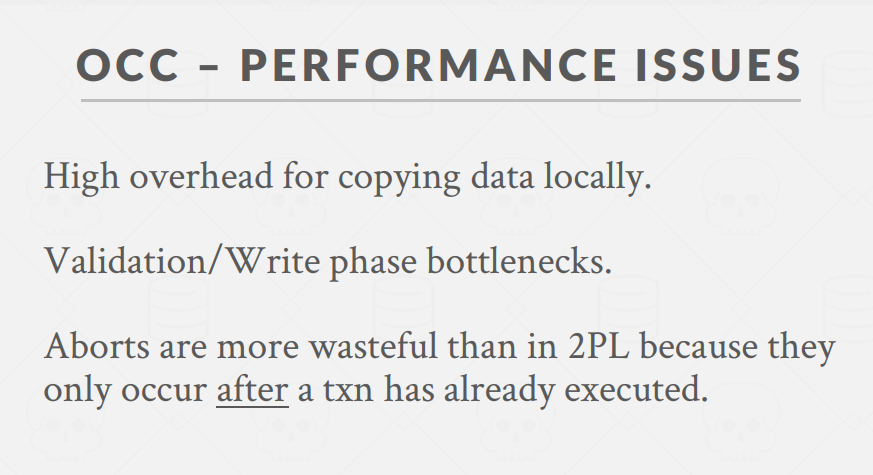 OCC – PERFORMANCE ISSUES
High overhead for copying data locally.
Validation/Write phase bottlenecks.
Aborts are more wasteful than in 2PL because they
only occur after a txn has already executed.